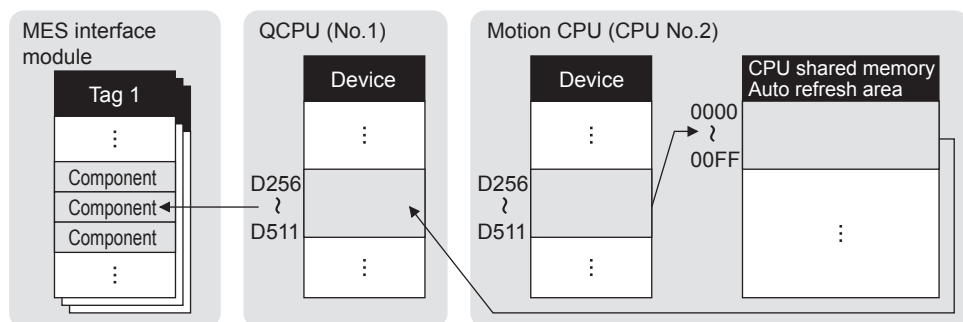 MES interface
module
Tag 1
⋮
Component
Component
Component
⋮
QCPU (No.1)
Device
⋮
D256
~
D511
⋮
Motion CPU (CPU No.2)
Device
⋮
D256
~
D511
⋮
CPU shared memory
Auto refresh area
0000
~
00FF
⋮